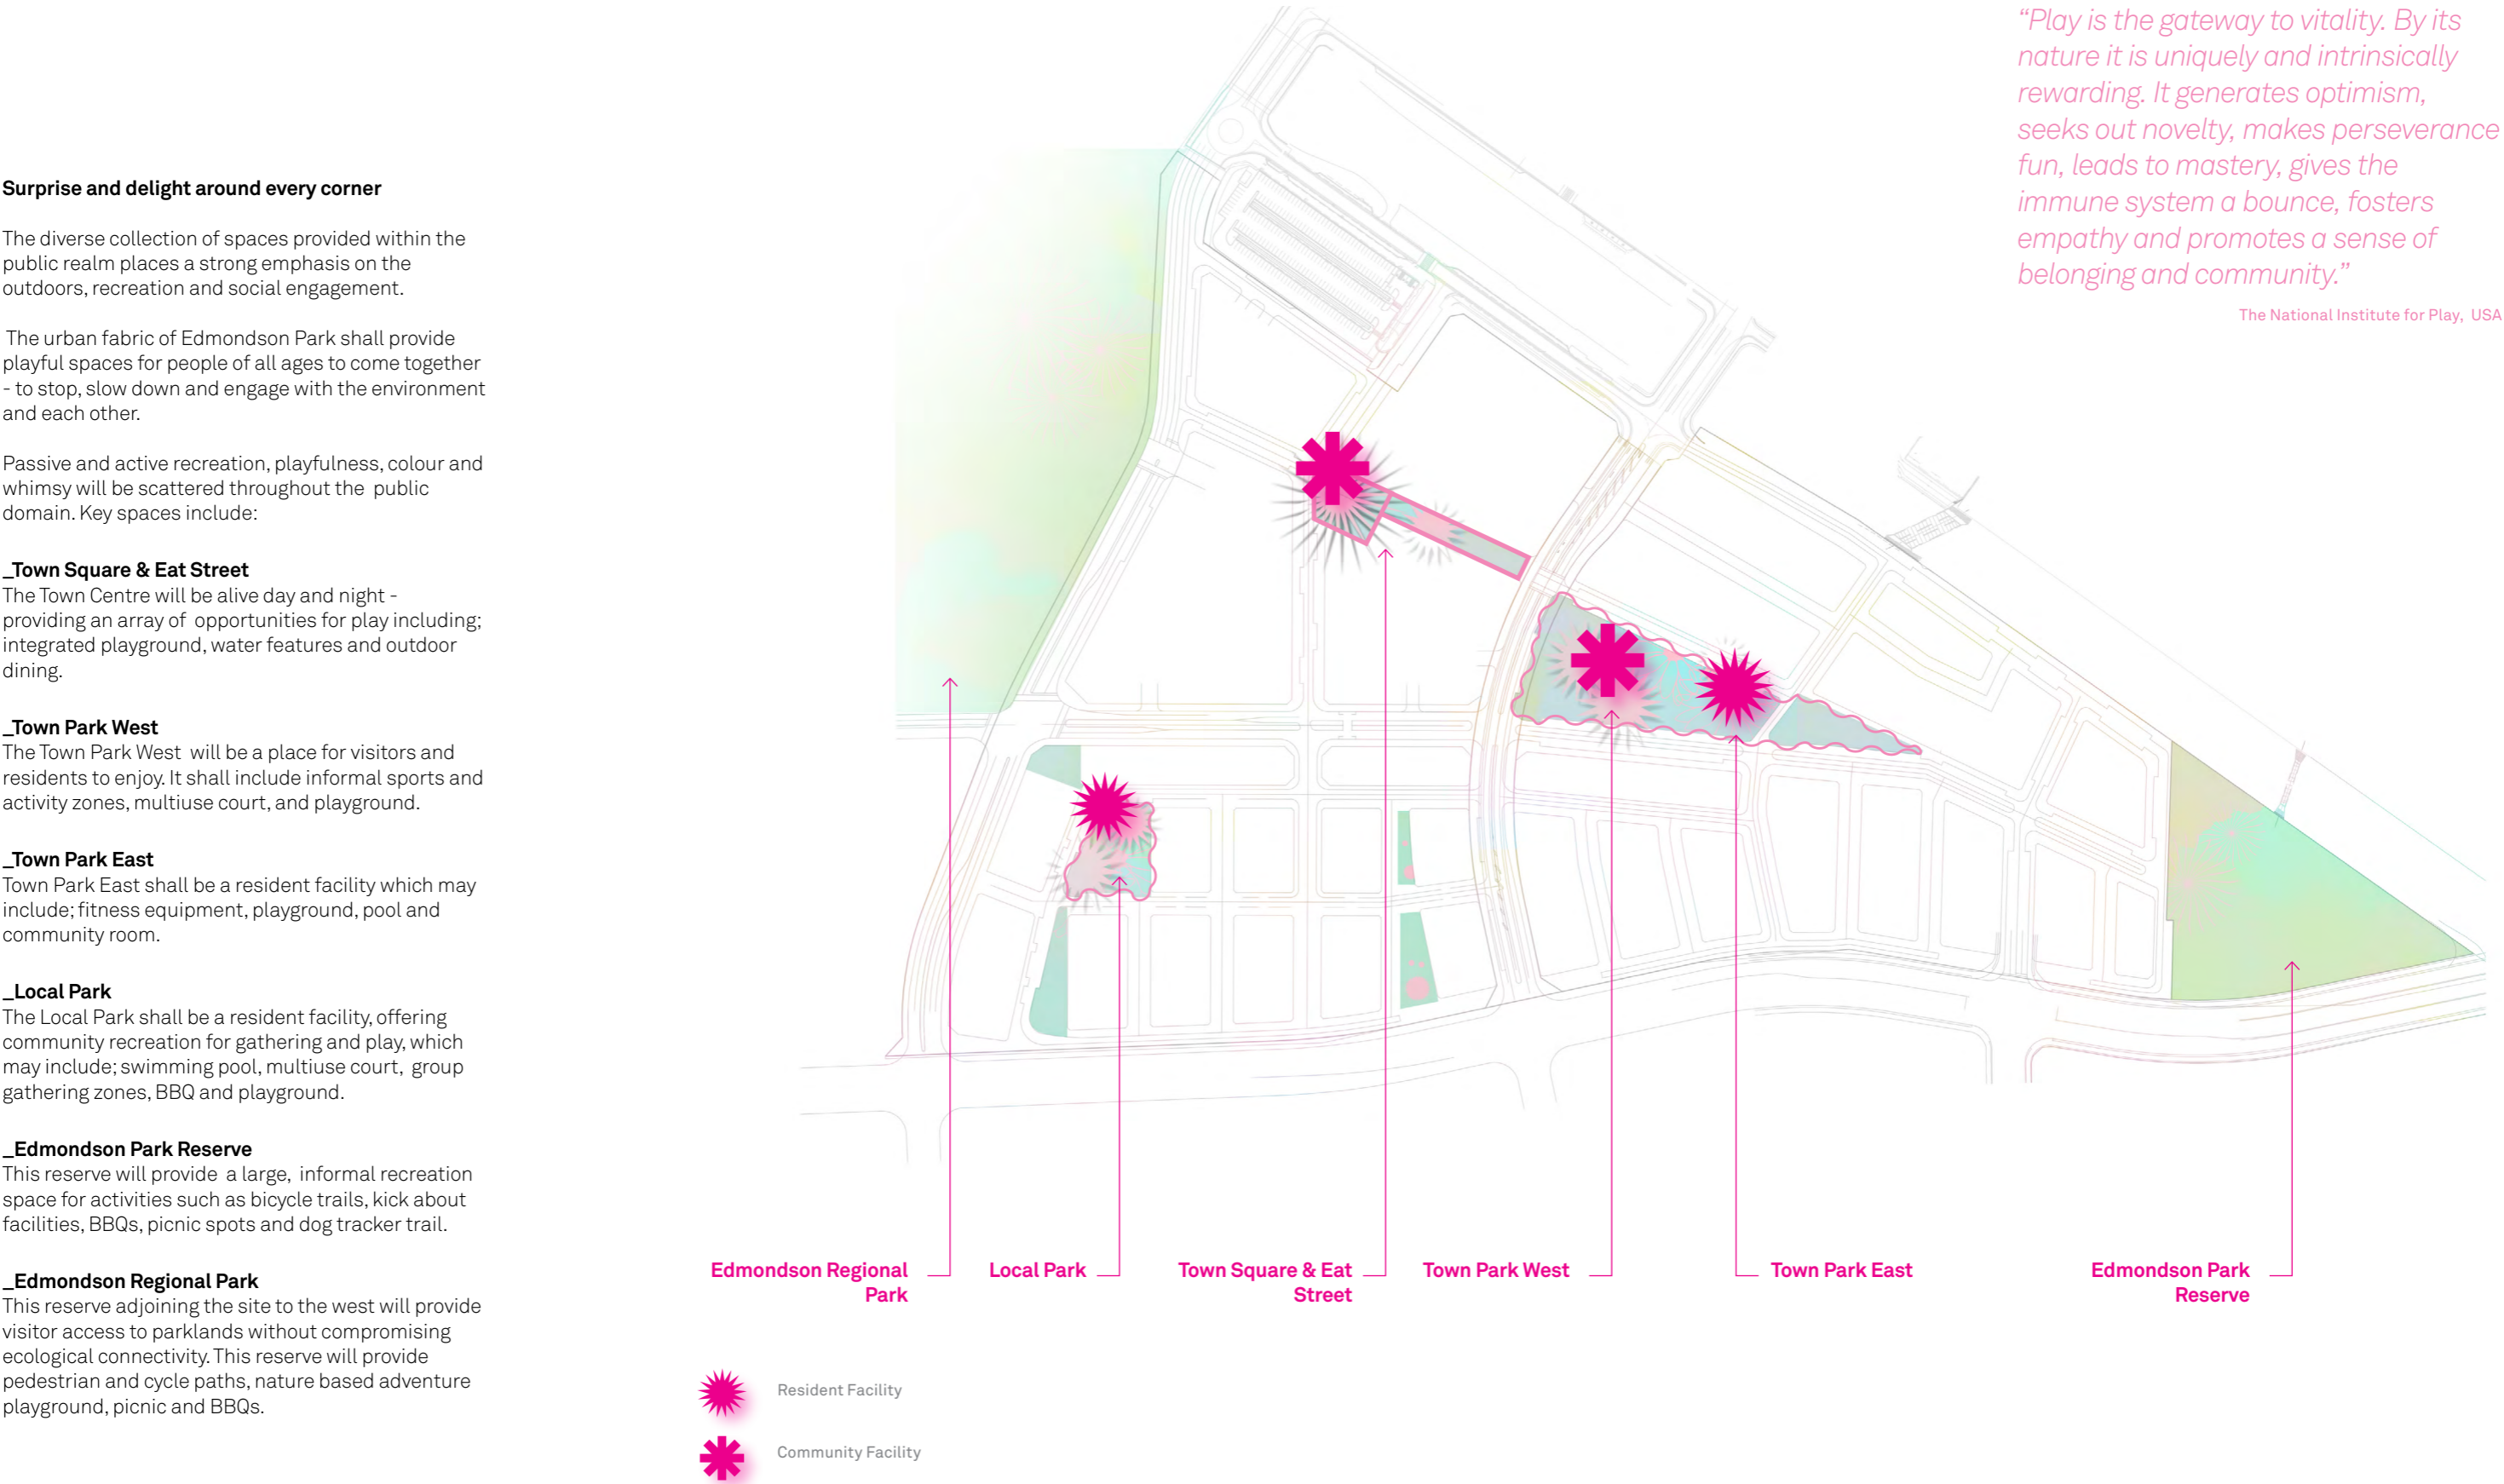 Surprise and delight around every corner
The diverse collection of spaces provided within the
public realm places a strong emphasis on the
outdoors, recreation and social engagement.
The urban fabric of Edmondson Park shall provide
playful spaces for people of all ages to come together
- to stop, slow down and engage with the environment
and each other.
Passive and active recreation, playfulness, colour and
whimsy will be scattered throughout the public
domain. Key spaces include:
_Town Square & Eat Street
The Town Centre will be alive day and night -
providing an array of opportunities for play including;
integrated playground, water features and outdoor
dining.
_Town Park West
The Town Park West will be a place for visitors and
residents to enjoy. It shall include informal sports and
activity zones, multiuse court, and playground.
_Town Park East
Town Park East shall be a resident facility which may
include; fitness equipment, playground, pool and
community room.
_Local Park
The Local Park shall be a resident facility, offering
community recreation for gathering and play, which
may include; swimming pool, multiuse court, group
gathering zones, BBQ and playground.
_Edmondson Park Reserve
This reserve will provide a large, informal recreation
space for activities such as bicycle trails, kick about
facilities, BBQs, picnic spots and dog tracker trail.
_Edmondson Regional Park
This reserve adjoining the site to the west will provide
visitor access to parklands without compromising
ecological connectivity. This reserve will provide
pedestrian and cycle paths, nature based adventure
playground, picnic and BBQs.
“Play is the gateway to vitality. By its
nature it is uniquely and intrinsically
rewarding. It generates optimism,
seeks out novelty, makes perseverance
fun, leads to mastery, gives the
immune system a bounce, fosters
empathy and promotes a sense of
belonging and community.”
The National Institute for Play, USA
Edmondson Regional
Park
Local Park
Town Square & Eat
Street
Town Park West
Town Park East
Edmondson Park
Reserve
Resident Facility
Community Facility